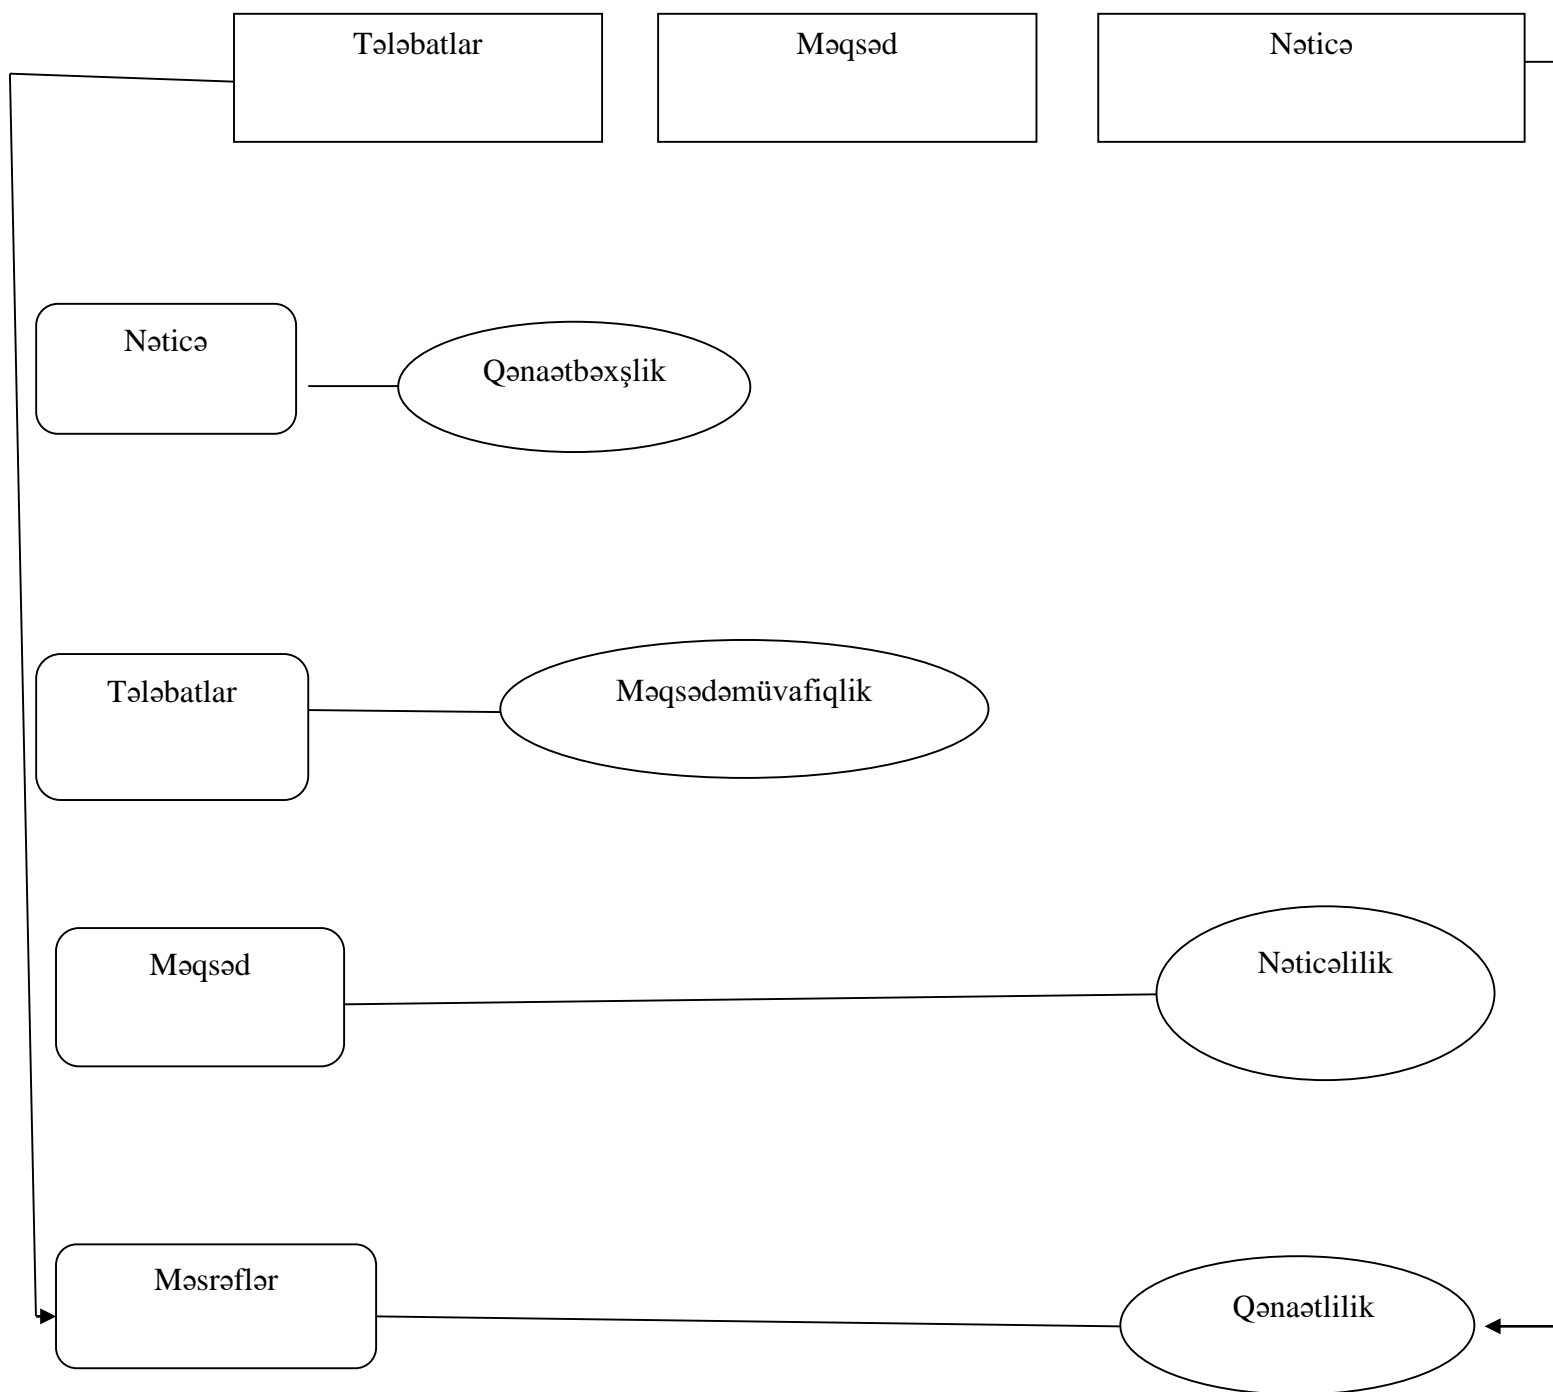 Tələbatlar
Məqsəd
Nəticə
Nəticə
Qənaətbəxşlik
Tələbatlar
Məqsədəmüvafiqlik
Məqsəd
Nəticəlilik
Məsrəflər
Qənaətlilik